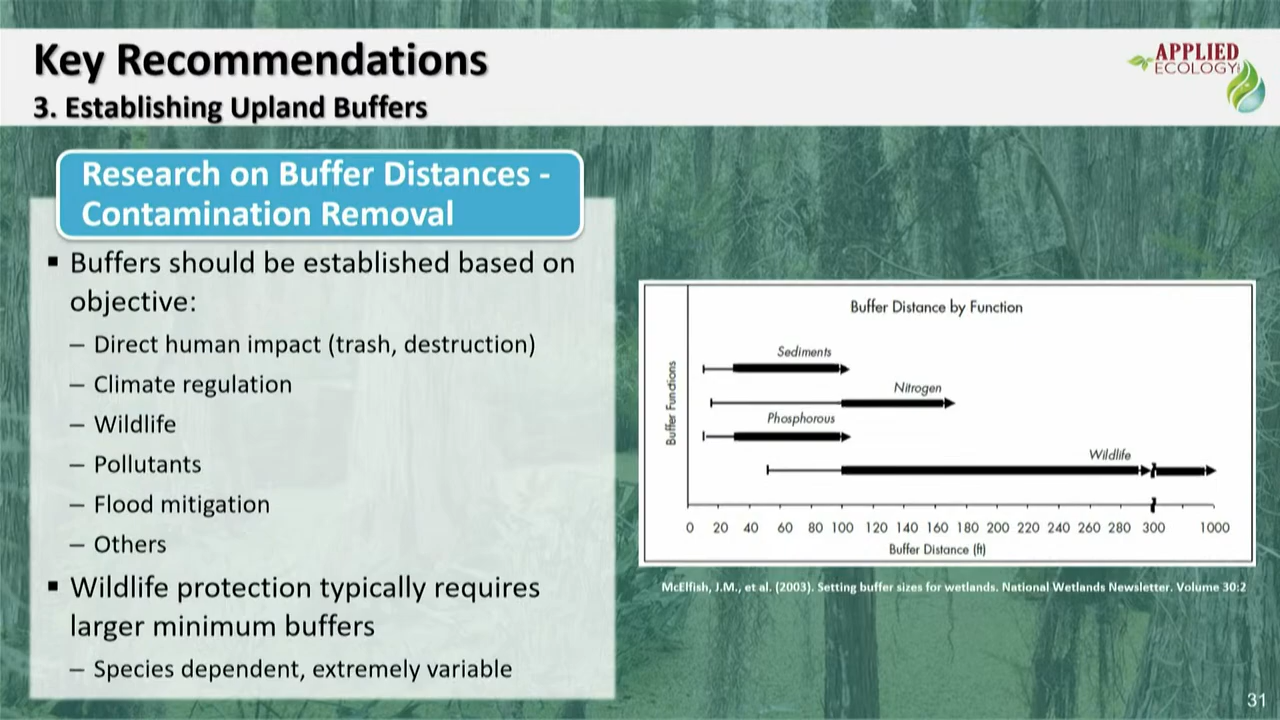 Key Recommendations
3. Establishing Upland Buffers
APPLIED
ECOLOGY
Research on Buffer Distances -
Contamination Removal
▪ Buffers should be established based on
objective:
– Direct human impact (trash, destruction)
– Climate regulation
– Wildlife
– Pollutants
– Flood mitigation
– Others
▪ Wildlife protection typically requires
larger minimum buffers
– Species dependent, extremely variable
Buffer Distance by Function
Buffer Functions
Sediments
Nitrogen
Phosphorous
Wildlife
0 20 40 60 80 100 120 140 160 180 200 220 240 260 280 300 1000
Buffer Distance (ft)
McElfish, J.M., et al. (2003). Setting buffer sizes for wetlands. National Wetlands Newsletter. Volume 30:2
31